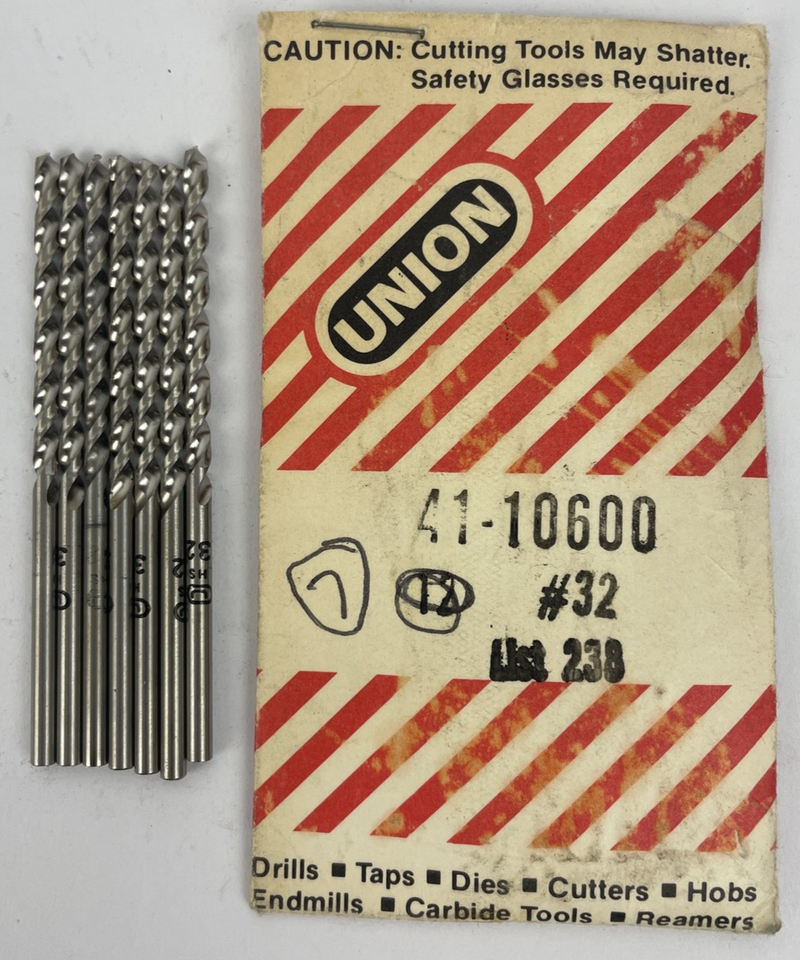 CAUTION: Cutting Tools May Shatter.
Safety Glasses Required.
UNION
41-10600
7 12 #32
List 238
Drills ■ Taps ■ Dies ■ Cutters ■ Hobs
Endmills ■ Carbide Tools ■ Reamers